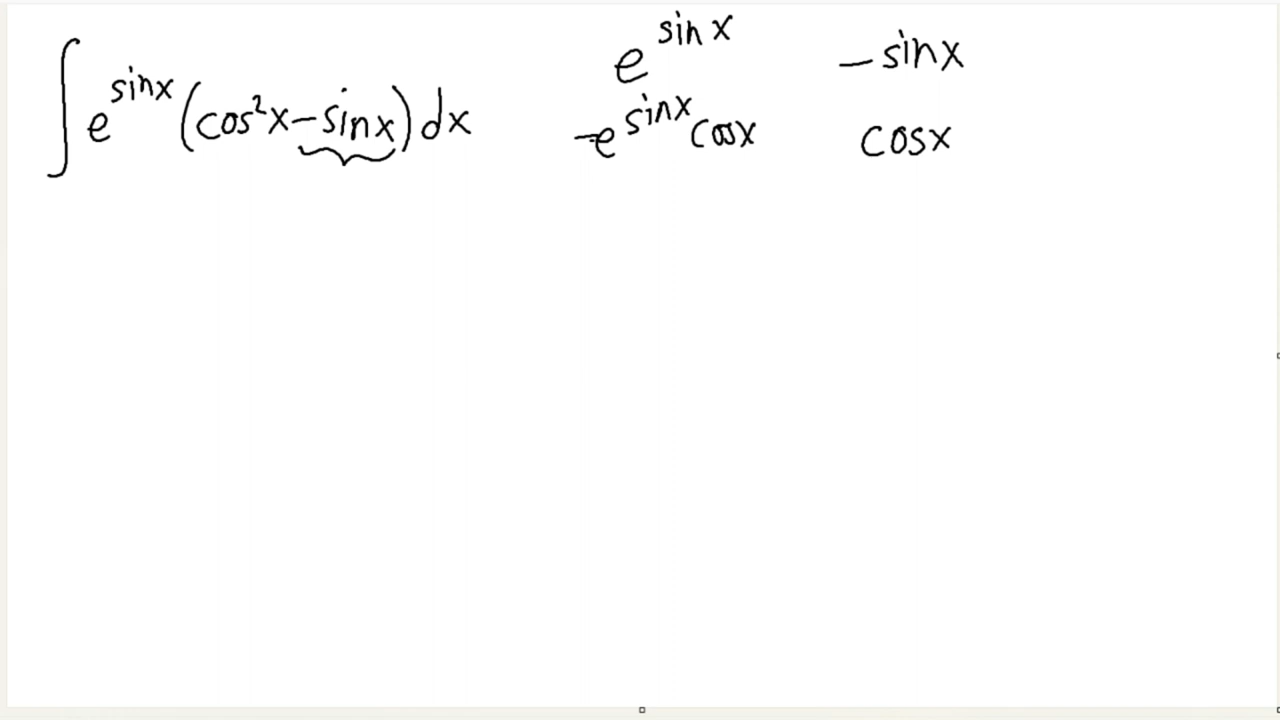 ∫ e^{sinx} (cos²x − sinx) dx
e^{sinx} − sinx
−e^{sinx} cosx cosx